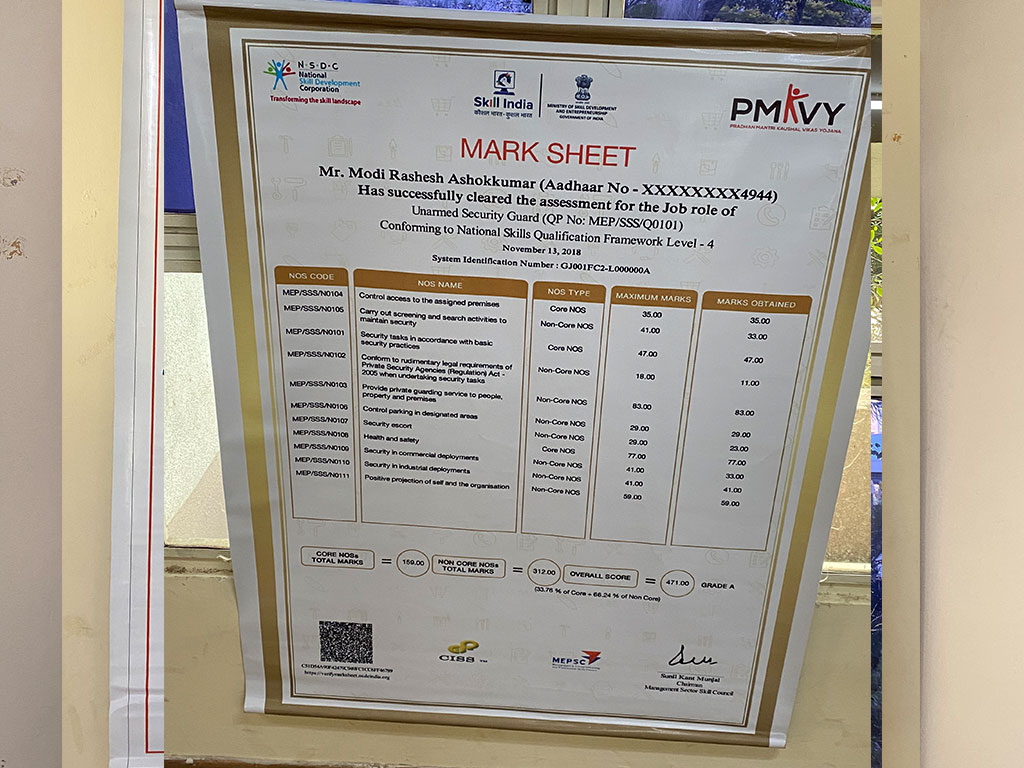 N·S·D·C
National
Skill Development
Corporation
Transforming the skill landscape
Skill India
कौशल भारत - कुशल भारत
MINISTRY OF SKILL DEVELOPMENT
AND ENTREPRENEURSHIP
GOVERNMENT OF INDIA
PMKVY
PRADHAN MANTRI KAUSHAL VIKAS YOJANA
MARK SHEET
Mr. Modi Rashesh Ashokkumar (Aadhaar No - XXXXXXXX4944)
Has successfully cleared the assessment for the Job role of
Unarmed Security Guard (QP No: MEP/SSS/Q0101)
Conforming to National Skills Qualification Framework Level - 4
November 13, 2018
System Identification Number : GJ001FC2-L000000A
NOS CODE NOS NAME NOS TYPE MAXIMUM MARKS MARKS OBTAINED
MEP/SSS/N0104 Control access to the assigned premises Core NOS 35.00 35.00
MEP/SSS/N0105 Carry out screening and search activities to
maintain security Non-Core NOS 41.00 33.00
MEP/SSS/N0101 Security tasks in accordance with basic
security practices Core NOS 47.00 47.00
MEP/SSS/N0102 Conform to rudimentary legal requirements of
Private Security Agencies (Regulation) Act -
2005 when undertaking security tasks Non-Core NOS 18.00 11.00
MEP/SSS/N0103 Provide private guarding service to people,
property and premises Non-Core NOS 83.00 83.00
MEP/SSS/N0106 Control parking in designated areas Non-Core NOS 29.00 29.00
MEP/SSS/N0107 Security escort Non-Core NOS 29.00 23.00
MEP/SSS/N0108 Health and safety Core NOS 77.00 77.00
MEP/SSS/N0109 Security in commercial deployments Non-Core NOS 41.00 33.00
MEP/SSS/N0110 Security in industrial deployments Non-Core NOS 41.00 41.00
MEP/SSS/N0111 Positive projection of self and the organisation Non-Core NOS 59.00 59.00
CORE NOSs
TOTAL MARKS = 159.00 NON CORE NOSs
TOTAL MARKS = 312.00 OVERALL SCORE = 471.00 GRADE A
(33.76 % of Core + 66.24 % of Non Core)
CISS TM
MEPSC
Sunil Kant Munjal
Chairman
Management Sector Skill Council